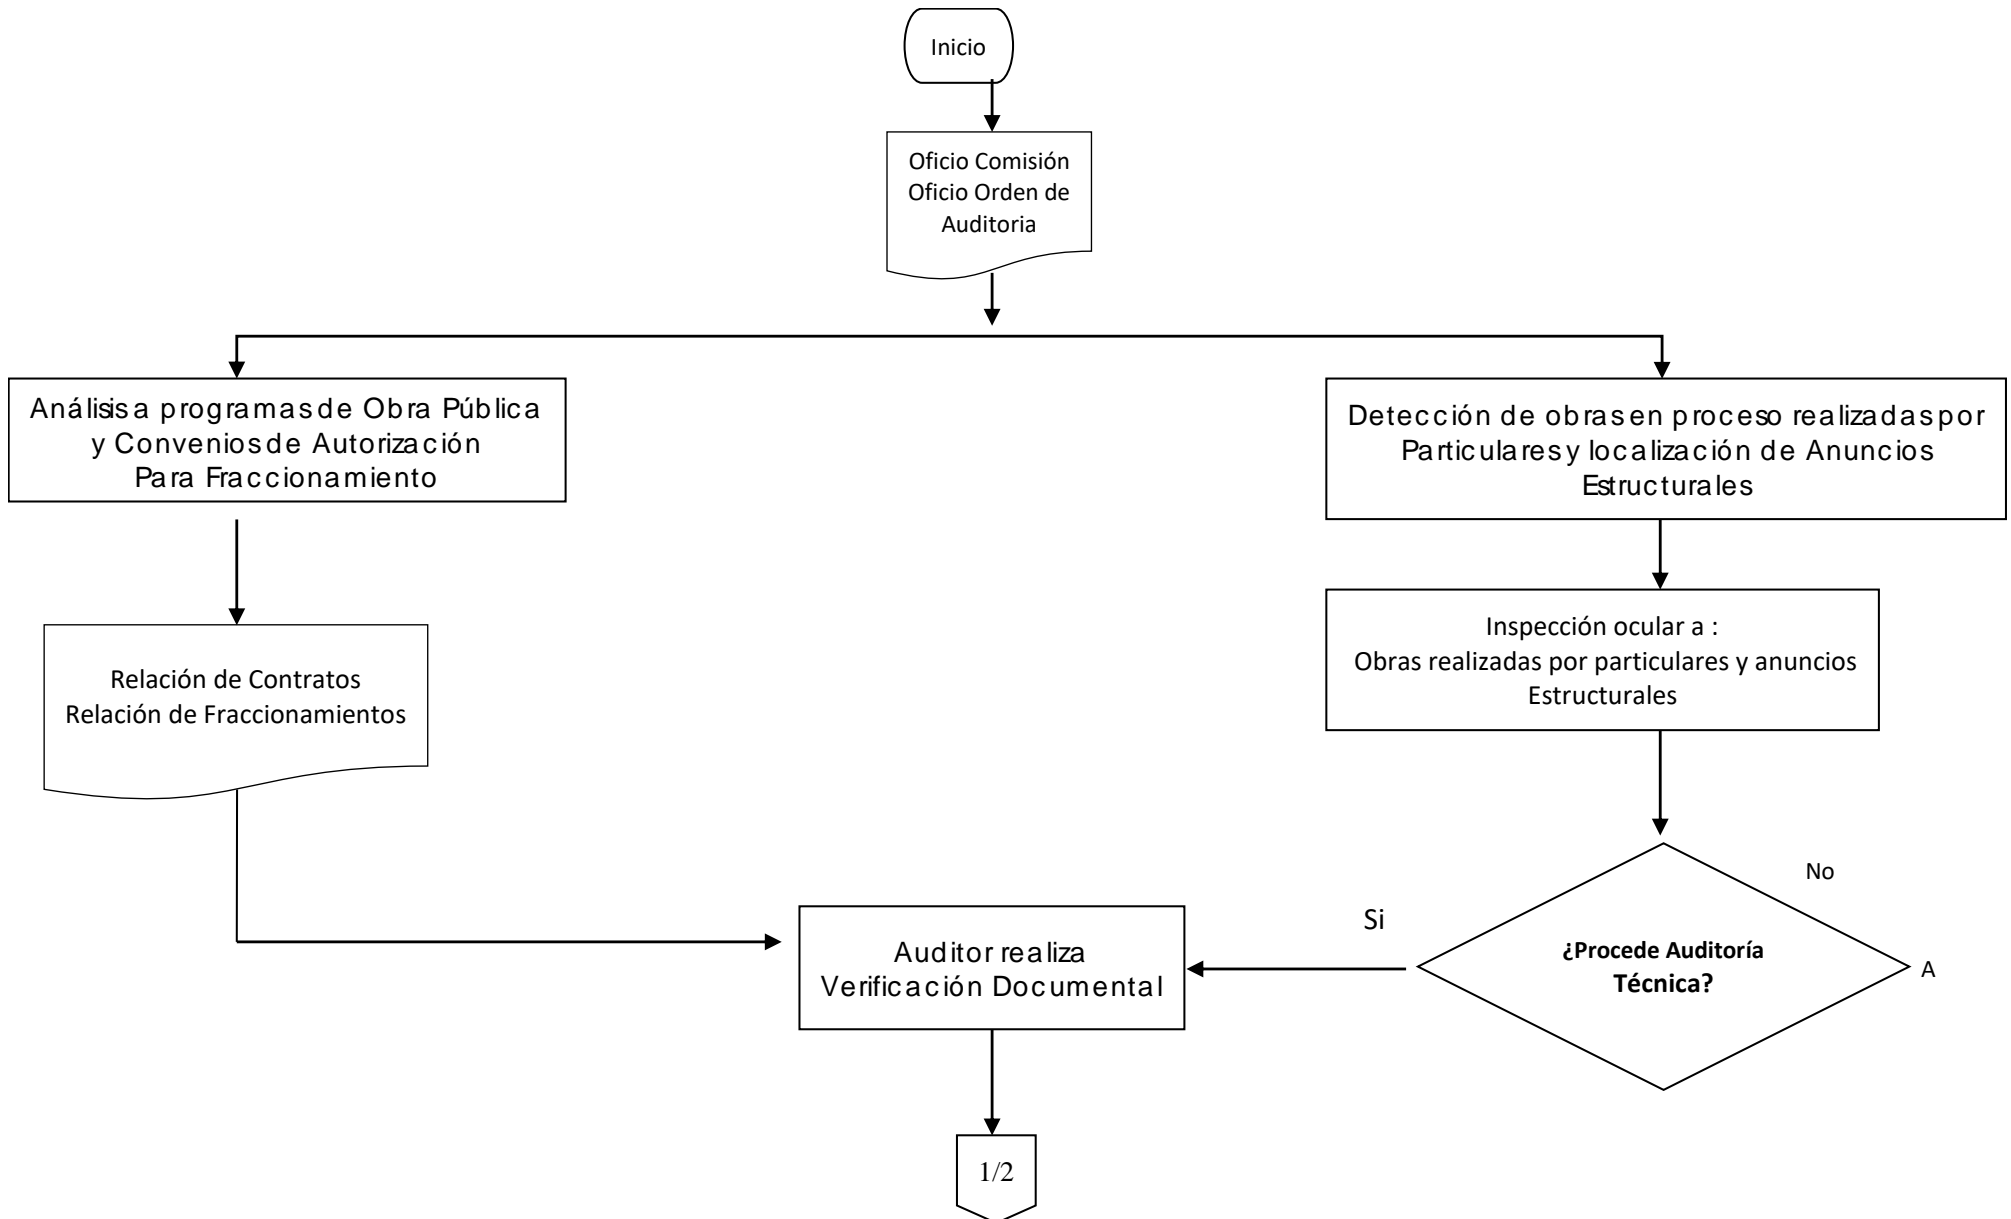 Inicio
Oficio Comisión
Oficio Orden de
Auditoria
Análisis a programas de Obra Pública
y Convenios de Autorización
Para Fraccionamiento
Detección de obras en proceso realizadas por
Particulares y localización de Anuncios
Estructurales
Inspección ocular a :
Obras realizadas por particulares y anuncios
Estructurales
Relación de Contratos
Relación de Fraccionamientos
No
Si
¿Procede Auditoría
Técnica?
A
Auditor realiza
Verificación Documental
1/2